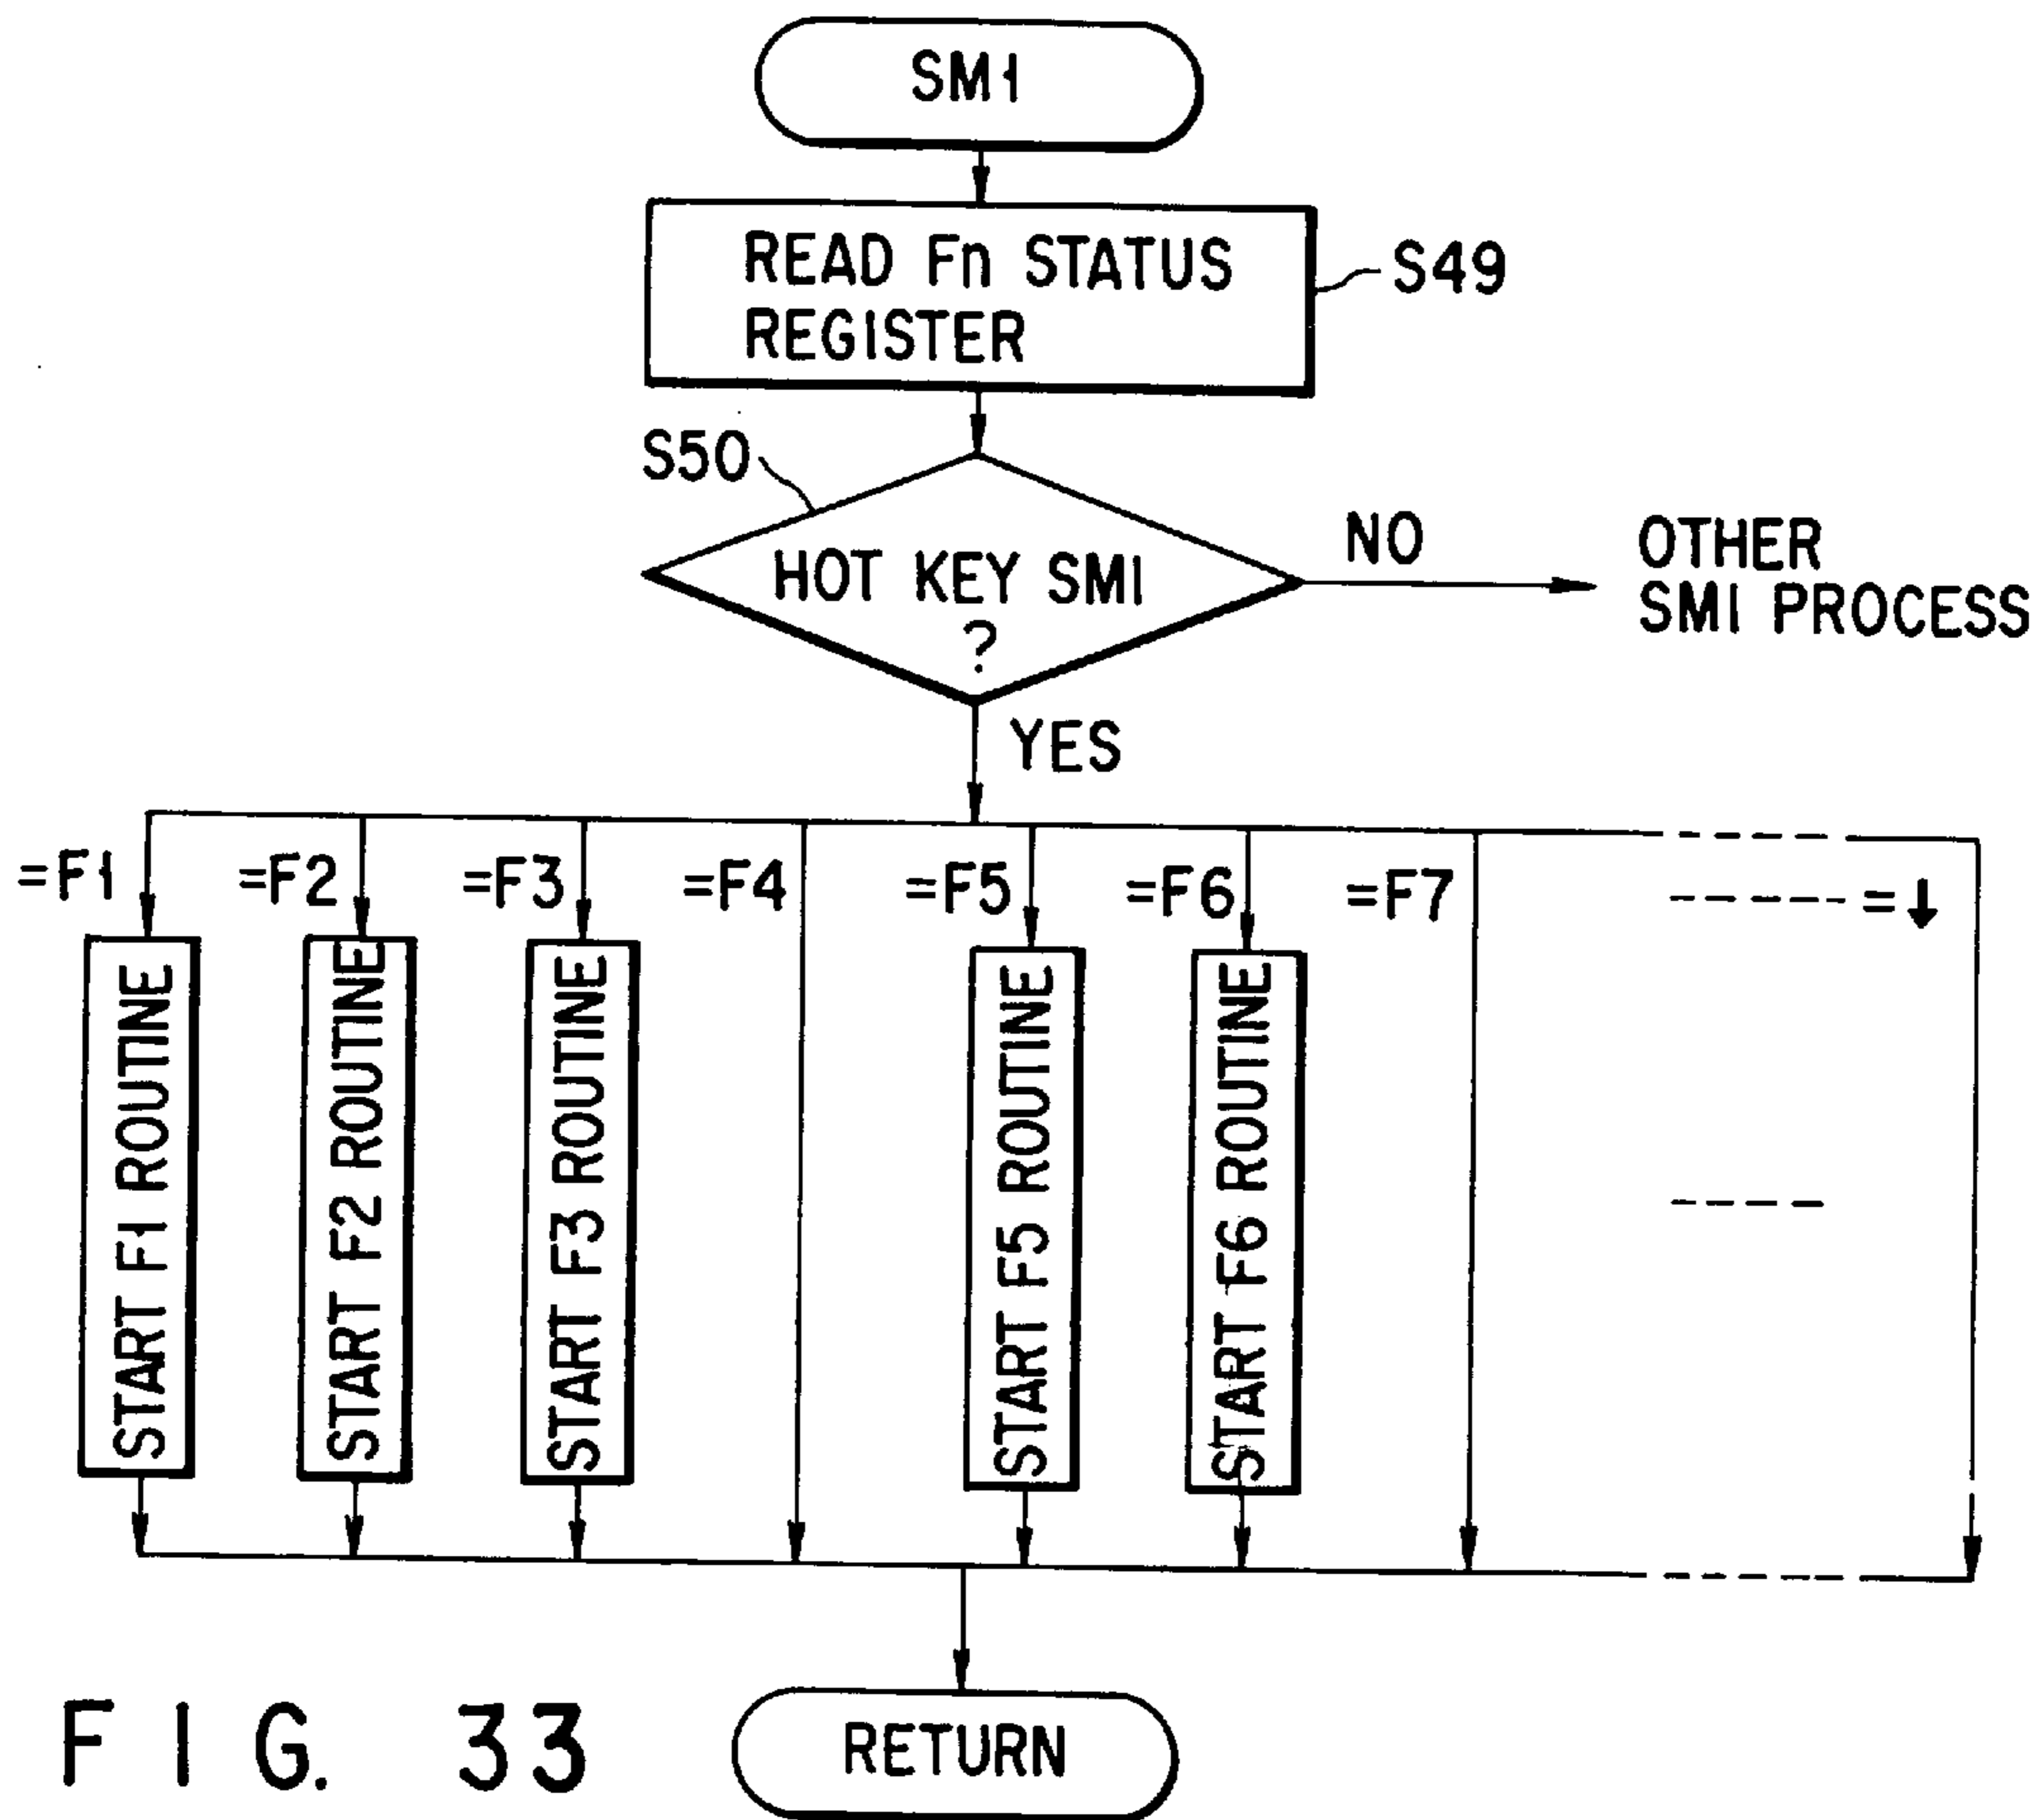 SMI
READ Fn STATUS
REGISTER
S49
S50
HOT KEY SMI
?
NO
OTHER
SMI PROCESS
YES
=F1
=F2
=F3
=F4
=F5
=F6
=F7
----- =↓
START F1 ROUTINE
START F2 ROUTINE
START F3 ROUTINE
START F5 ROUTINE
START F6 ROUTINE
RETURN
FIG. 33